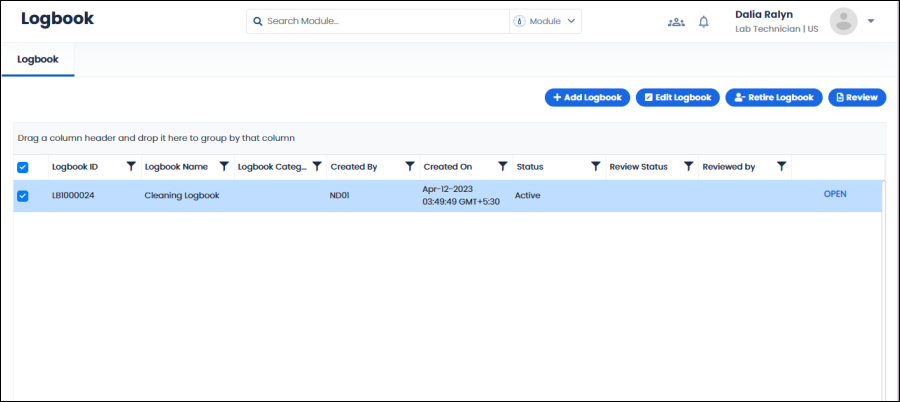 Logbook
Search Module..
Module
Dalia Ralyn
Lab Technician | US
Logbook
Add Logbook
Edit Logbook
Retire Logbook
Review
Drag a column header and drop it here to group by that column
Logbook ID Logbook Name Logbook Categ... Created By Created On Status Review Status Reviewed by
LB1000024 Cleaning Logbook ND01 Apr-12-2023 03:49:49 GMT+5:30 Active OPEN